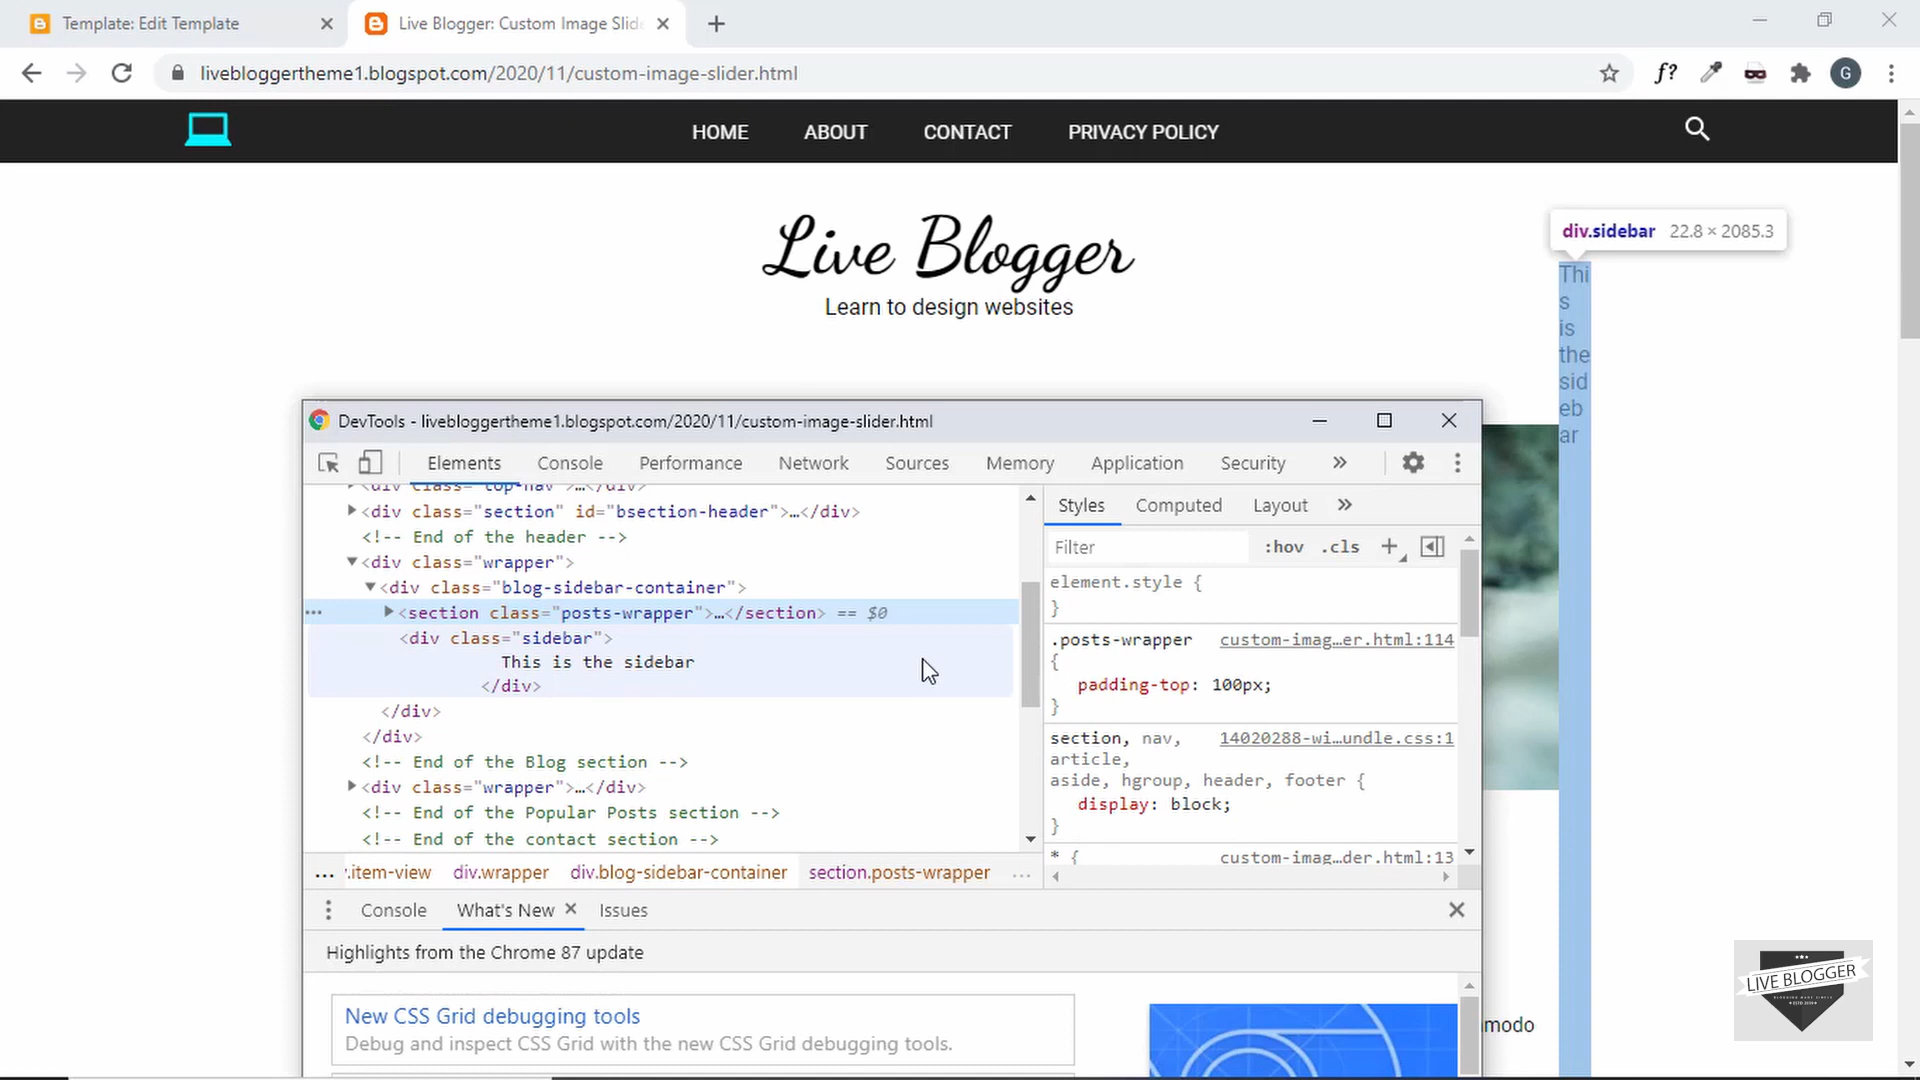 Template: Edit Template
Live Blogger: Custom Image Slid
livebloggertheme1.blogspot.com/2020/11/custom-image-slider.html
f?
G
HOME ABOUT CONTACT PRIVACY POLICY
Live Blogger
Learn to design websites
div.sidebar 22.8 × 2085.3
Thi
s
is
the
sid
eb
ar
DevTools - livebloggertheme1.blogspot.com/2020/11/custom-image-slider.html
Elements Console Performance Network Sources Memory Application Security »
<div class="top-nav">…</div>
<div class="section" id="bsection-header">…</div>
<!-- End of the header -->
<div class="wrapper">
<div class="blog-sidebar-container">
<section class="posts-wrapper">…</section> == $0
<div class="sidebar">
This is the sidebar
</div>
</div>
</div>
<!-- End of the Blog section -->
<div class="wrapper">…</div>
<!-- End of the Popular Posts section -->
<!-- End of the contact section -->
… .item-view div.wrapper div.blog-sidebar-container section.posts-wrapper …
Styles Computed Layout »
Filter :hov .cls +
element.style {
}
.posts-wrapper custom-imag…er.html:114
{
padding-top: 100px;
}
section, nav, 14020288-wi…undle.css:1
article,
aside, hgroup, header, footer {
display: block;
}
* { custom-imag…der.html:13
Console What's New Issues
Highlights from the Chrome 87 update
New CSS Grid debugging tools
Debug and inspect CSS Grid with the new CSS Grid debugging tools.
modo
LIVE BLOGGER